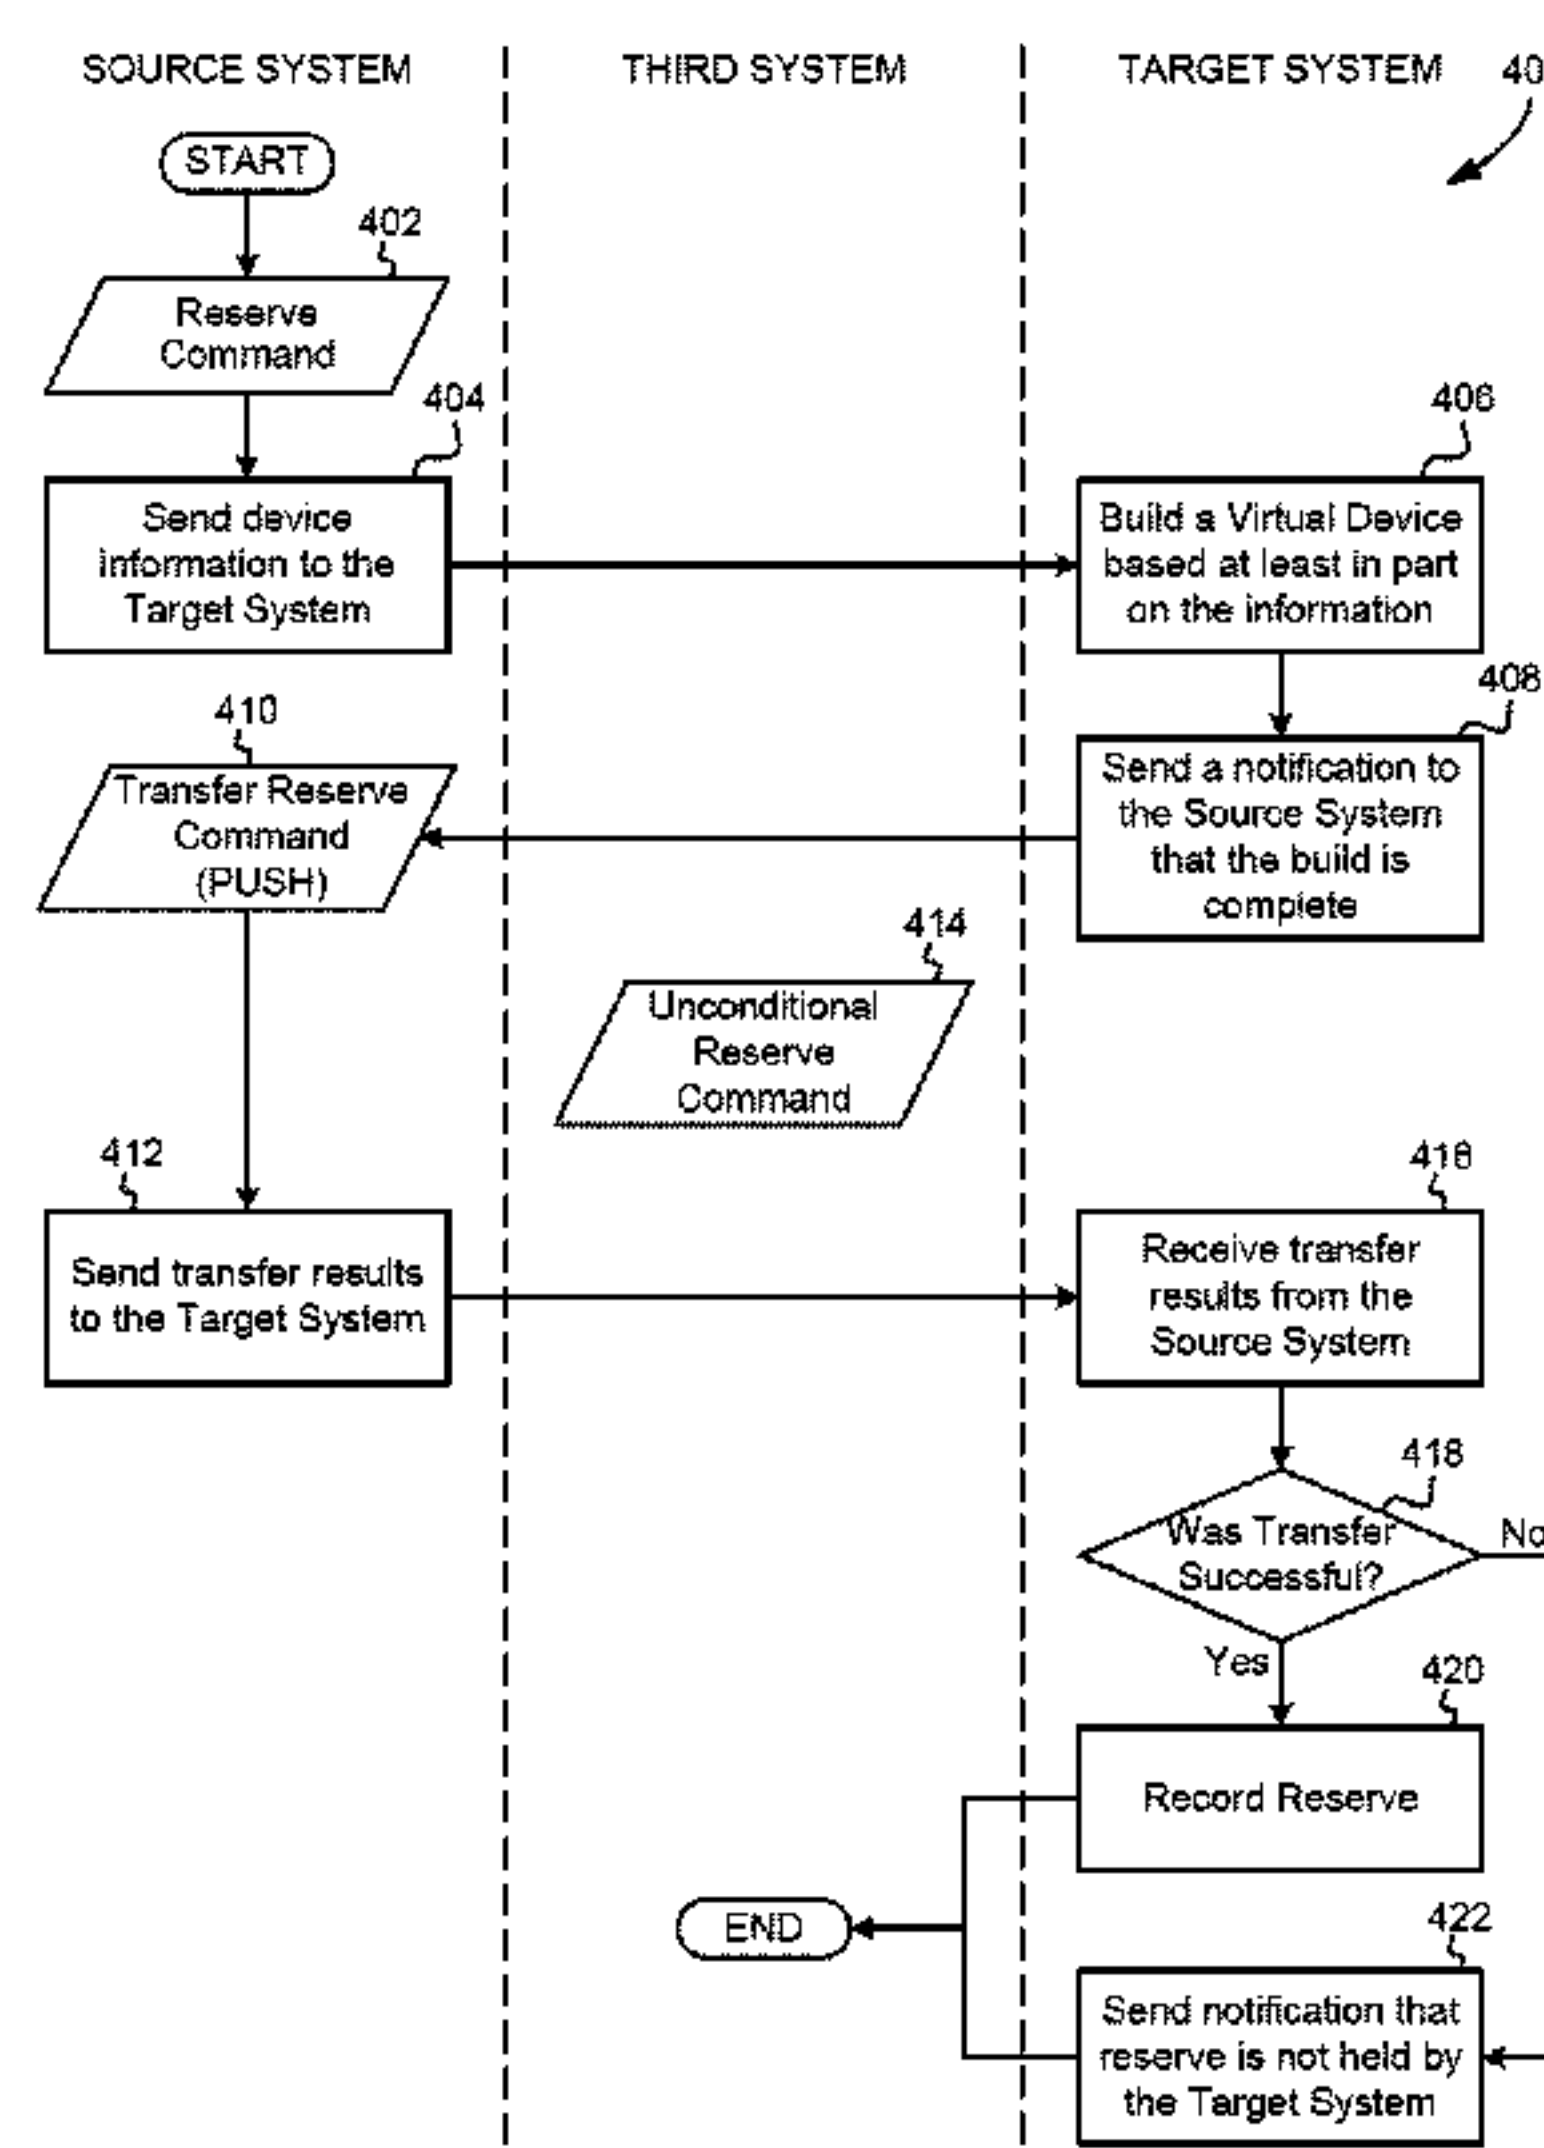 SOURCE SYSTEM
THIRD SYSTEM
TARGET SYSTEM
40
START
402
Reserve
Command
404
Send device
information to the
Target System
406
Build a Virtual Device
based at least in part
on the information
408
Send a notification to
the Source System
that the build is
complete
410
Transfer Reserve
Command
(PUSH)
414
Unconditional
Reserve
Command
412
Send transfer results
to the Target System
416
Receive transfer
results from the
Source System
418
Was Transfer
Successful?
No
Yes
420
Record Reserve
END
422
Send notification that
reserve is not held by
the Target System